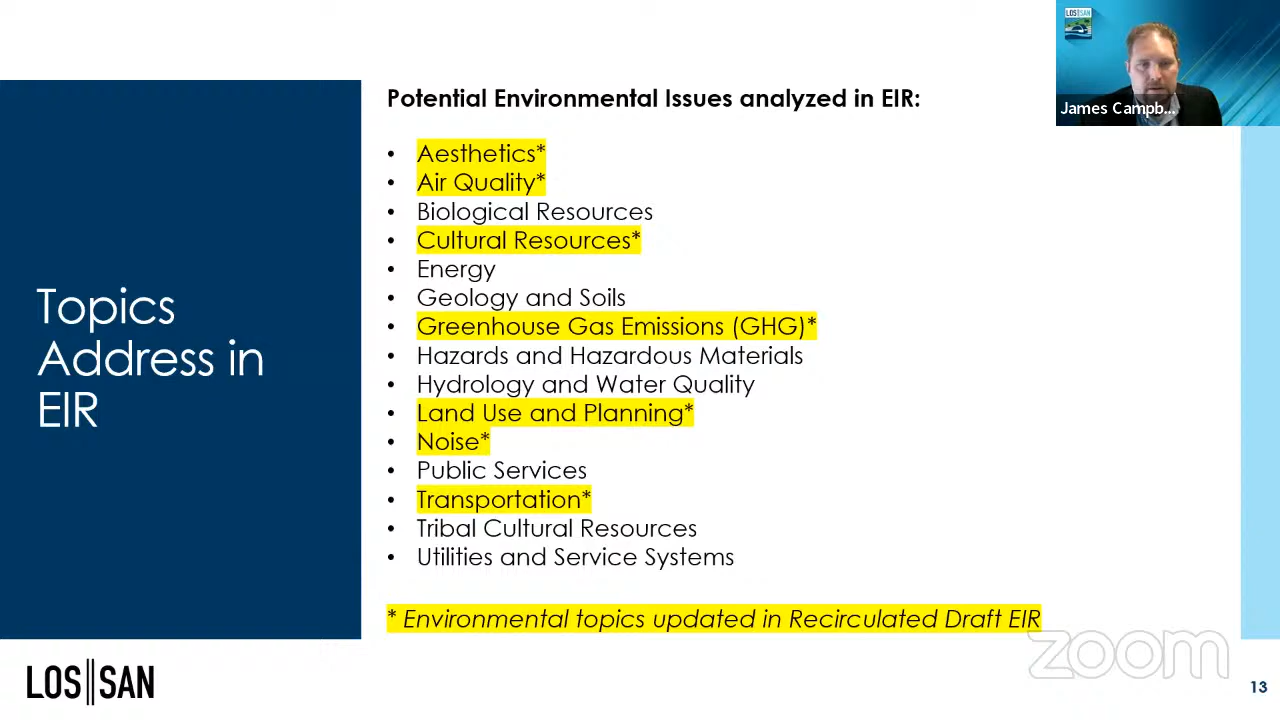 LOS||SAN
James Campb...
Potential Environmental Issues analyzed in EIR:
Topics
Address in
EIR
• Aesthetics*
• Air Quality*
• Biological Resources
• Cultural Resources*
• Energy
• Geology and Soils
• Greenhouse Gas Emissions (GHG)*
• Hazards and Hazardous Materials
• Hydrology and Water Quality
• Land Use and Planning*
• Noise*
• Public Services
• Transportation*
• Tribal Cultural Resources
• Utilities and Service Systems
* Environmental topics updated in Recirculated Draft EIR
zoom
LOS||SAN
13